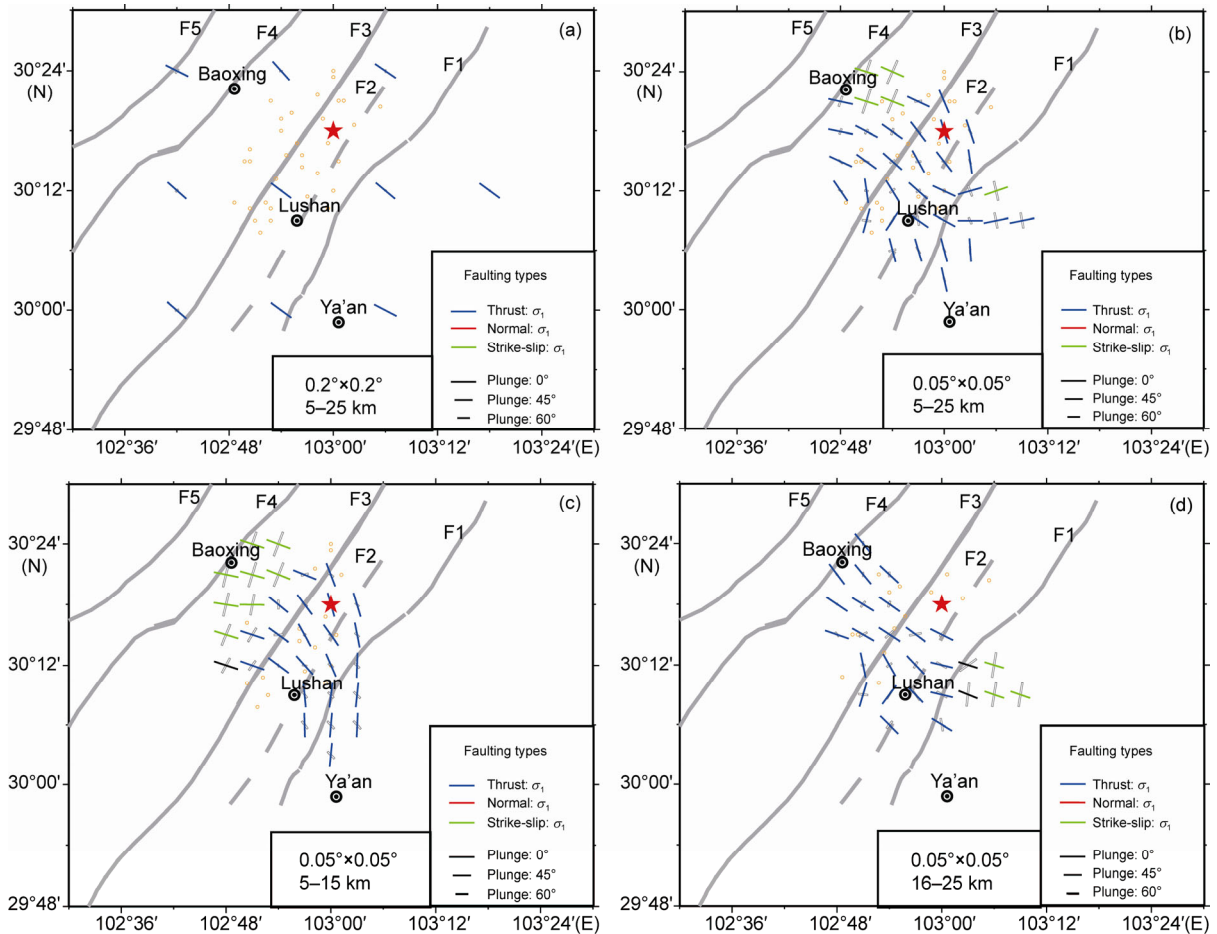 (a)
F5
F4
F3
F1
F2
Baoxing
Lushan
Ya'an
30°24'
(N)
30°12'
30°00'
29°48'
Faulting types
Thrust: σ1
Normal: σ1
Strike-slip: σ1
Plunge: 0°
Plunge: 45°
Plunge: 60°
0.2°×0.2°
5–25 km
102°36'
102°48'
103°00'
103°12'
103°24'(E)
(b)
F5
F4
F3
F1
F2
Baoxing
Lushan
Ya'an
30°24'
(N)
30°12'
30°00'
29°48'
Faulting types
Thrust: σ1
Normal: σ1
Strike-slip: σ1
Plunge: 0°
Plunge: 45°
Plunge: 60°
0.05°×0.05°
5–25 km
102°36'
102°48'
103°00'
103°12'
103°24'(E)
(c)
F5
F4
F3
F1
F2
Baoxing
Lushan
Ya'an
30°24'
(N)
30°12'
30°00'
29°48'
Faulting types
Thrust: σ1
Normal: σ1
Strike-slip: σ1
Plunge: 0°
Plunge: 45°
Plunge: 60°
0.05°×0.05°
5–15 km
102°36'
102°48'
103°00'
103°12'
103°24'(E)
(d)
F5
F4
F3
F1
F2
Baoxing
Lushan
Ya'an
30°24'
(N)
30°12'
30°00'
29°48'
Faulting types
Thrust: σ1
Normal: σ1
Strike-slip: σ1
Plunge: 0°
Plunge: 45°
Plunge: 60°
0.05°×0.05°
16–25 km
102°36'
102°48'
103°00'
103°12'
103°24'(E)